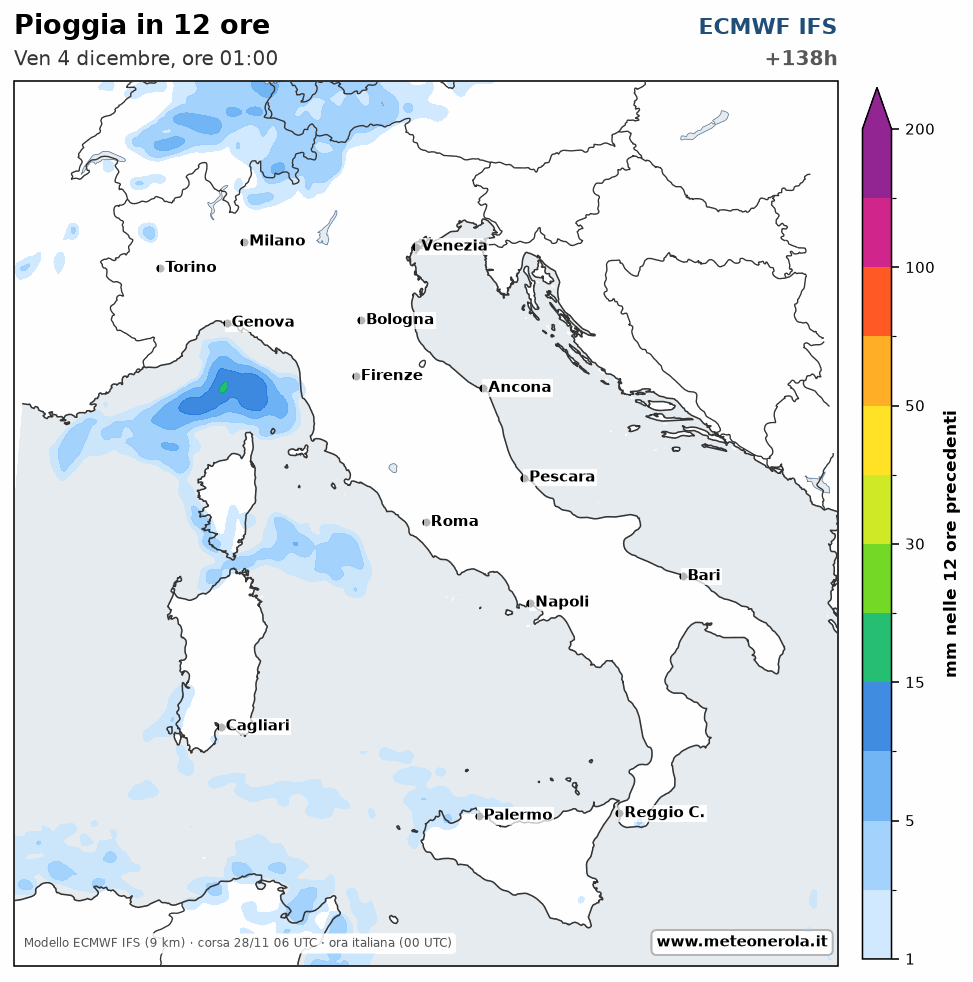 Pioggia in 12 ore
ECMWF IFS
Ven 4 dicembre, ore 01:00
+138h
Milano
Venezia
Torino
Genova
Bologna
Firenze
Ancona
Pescara
Roma
Bari
Napoli
Cagliari
Palermo
Reggio C.
200
100
50
30
15
5
1
mm nelle 12 ore precedenti
Modello ECMWF IFS (9 km) · corsa 28/11 06 UTC · ora italiana (00 UTC)
www.meteonerola.it